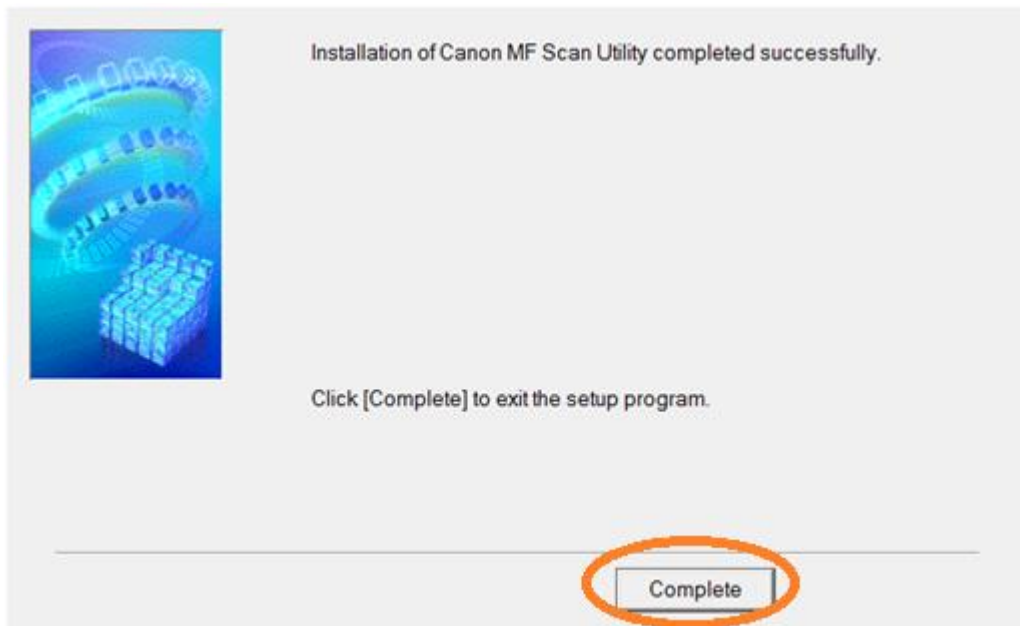 Installation of Canon MF Scan Utility completed successfully.
Click [Complete] to exit the setup program.
Complete